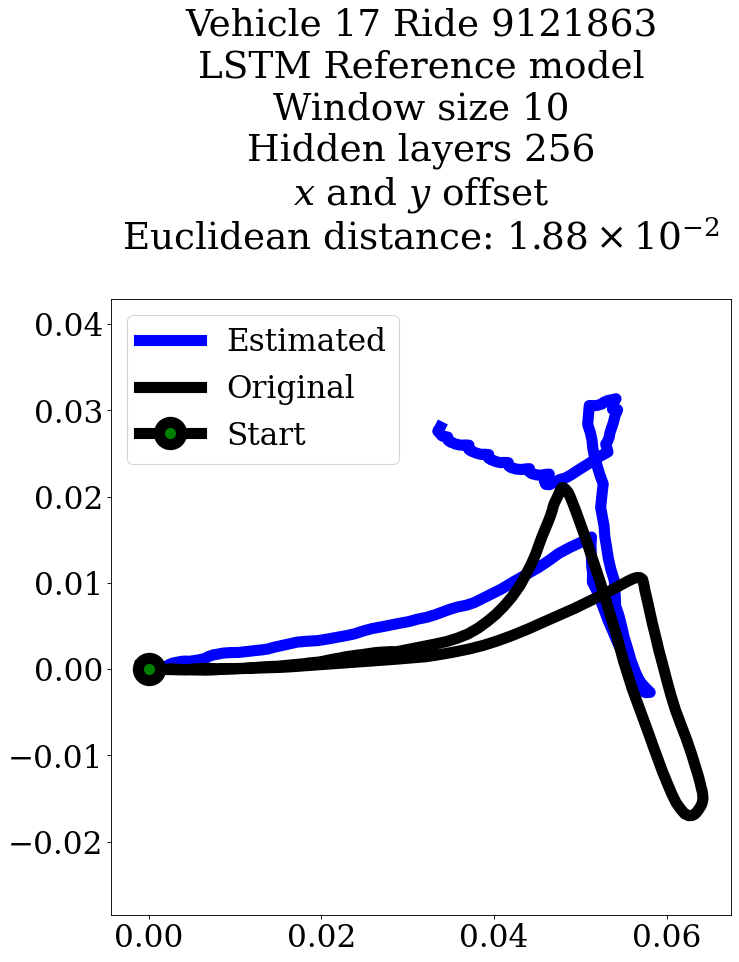 Vehicle 17 Ride 9121863
LSTM Reference model
Window size 10
Hidden layers 256
x and y offset
Euclidean distance: 1.88 × 10⁻²
Estimated
Original
Start
0.04
0.03
0.02
0.01
0.00
−0.01
−0.02
0.00 0.02 0.04 0.06